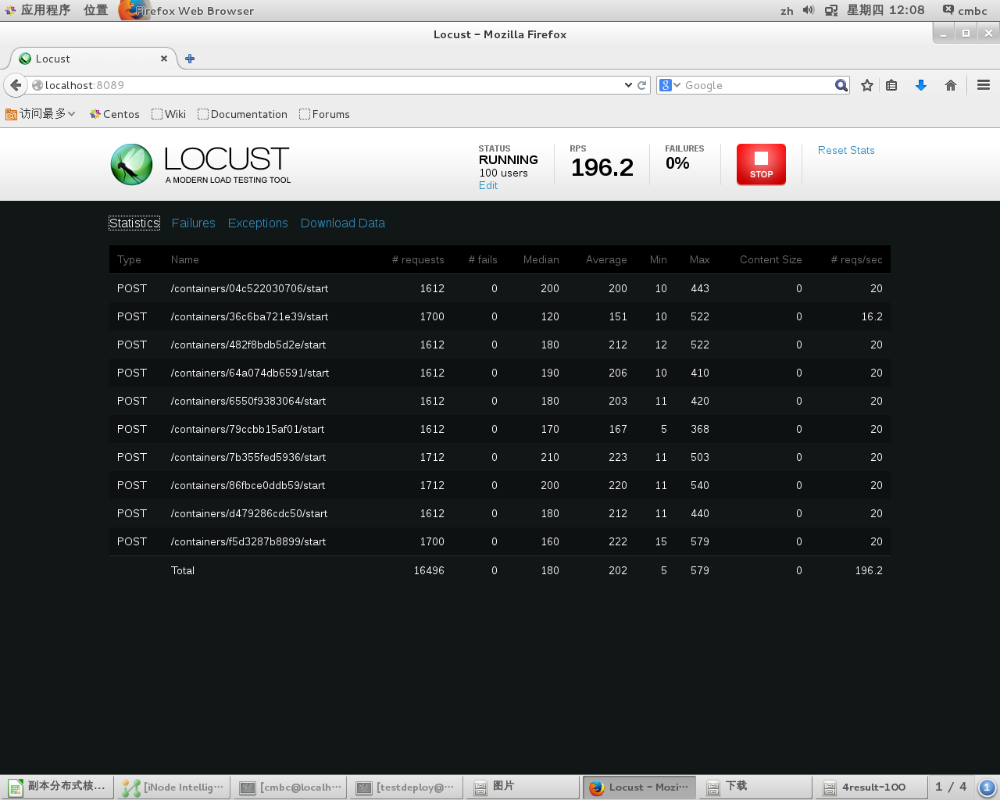 应用程序 位置 Firefox Web Browser zh 星期四 12:08 cmbc
Locust - Mozilla Firefox
Locust
localhost:8089 Google
访问最多 Centos Wiki Documentation Forums
LOCUST
A MODERN LOAD TESTING TOOL
STATUS
RUNNING
100 users
Edit
RPS
196.2
FAILURES
0%
STOP
Reset Stats
Statistics Failures Exceptions Download Data
Type Name # requests # fails Median Average Min Max Content Size # reqs/sec
POST /containers/04c522030706/start 1612 0 200 200 10 443 0 20
POST /containers/36c6ba721e39/start 1700 0 120 151 10 522 0 16.2
POST /containers/482f8bdb5d2e/start 1612 0 180 212 12 522 0 20
POST /containers/64a074db6591/start 1612 0 190 206 10 410 0 20
POST /containers/6550f9383064/start 1612 0 180 203 11 420 0 20
POST /containers/79ccbb15af01/start 1612 0 170 167 5 368 0 20
POST /containers/7b355fed5936/start 1712 0 210 223 11 503 0 20
POST /containers/86fbce0ddb59/start 1712 0 200 220 11 540 0 20
POST /containers/d479286cdc50/start 1612 0 180 212 11 440 0 20
POST /containers/f5d3287b8899/start 1700 0 160 222 15 579 0 20
Total 16496 0 180 202 5 579 0 196.2
副本分布式核... [iNode Intellig... [cmbc@localh... [testdeploy@... 图片 Locust - Mozi... 下载 4result-100 1 / 4 1